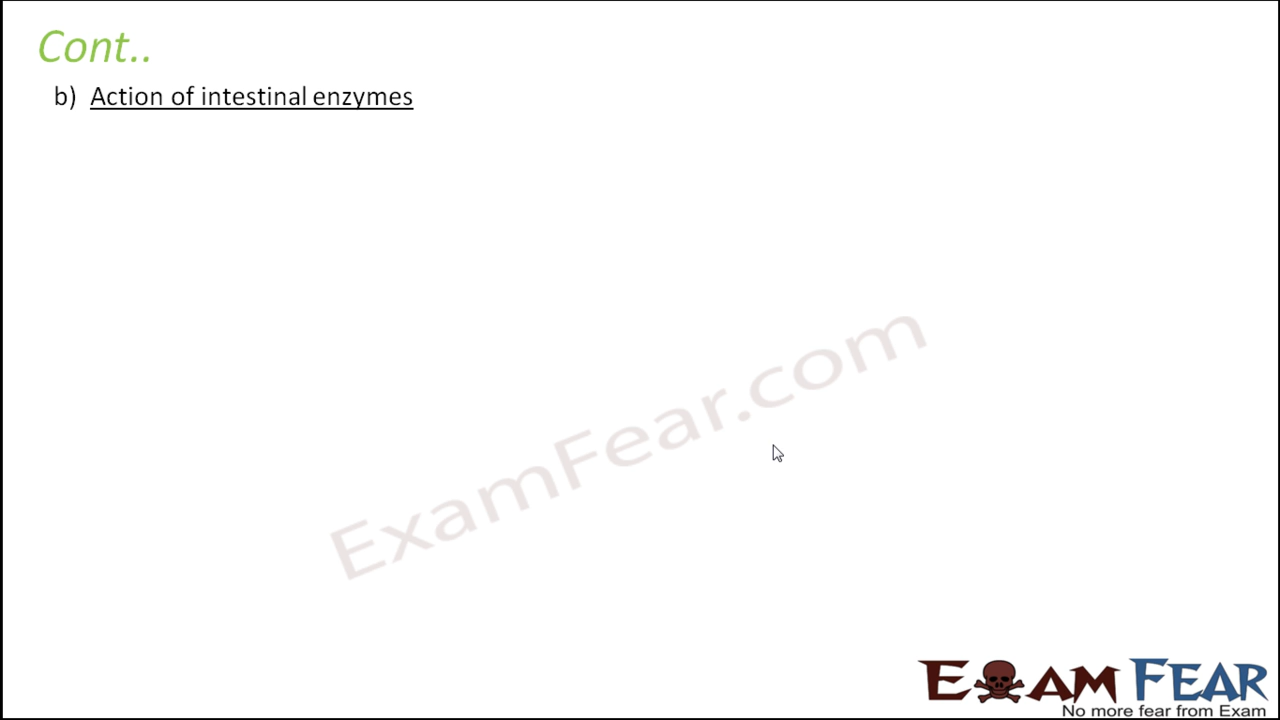 Cont..
b) Action of intestinal enzymes
ExamFear.com
EXAM FEAR
No more fear from Exam